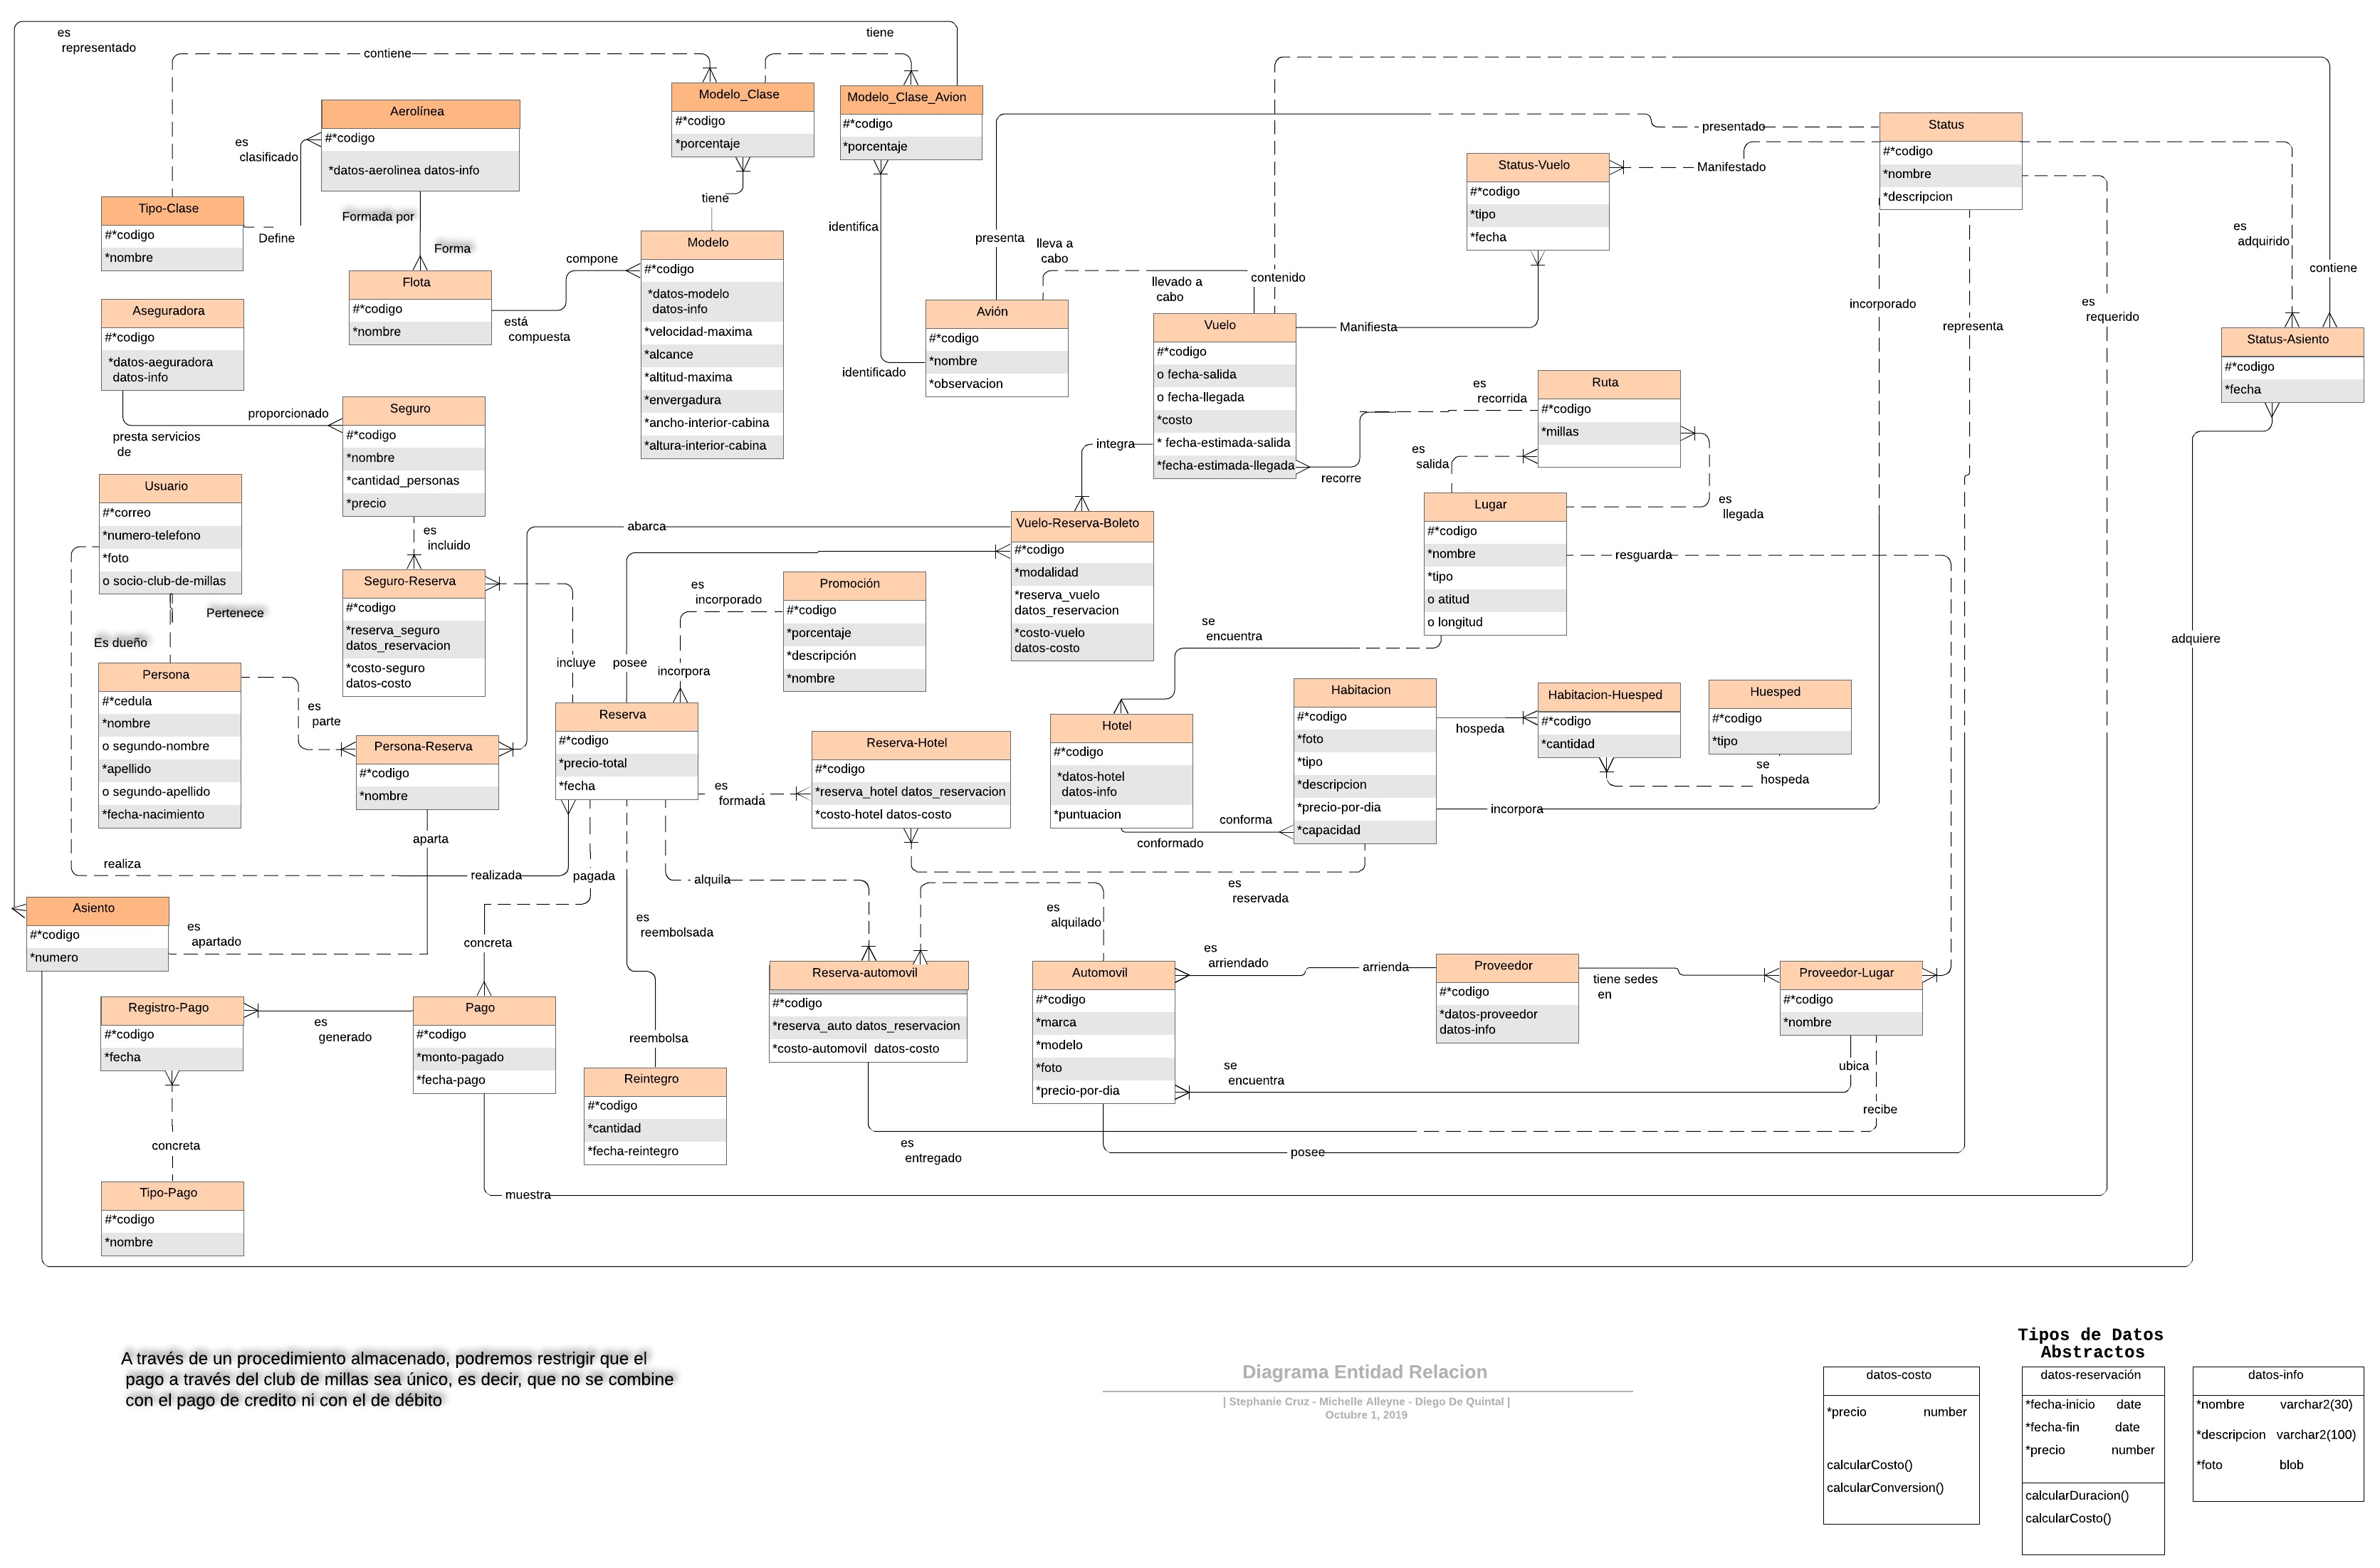 es
representado
tiene
contiene
Modelo_Clase
#*codigo
*porcentaje
Modelo_Clase_Avion
#*codigo
*porcentaje
Aerolínea
#*codigo
*datos-aerolinea datos-info
es
clasificado
Tipo-Clase
#*codigo
*nombre
Define
Formada por
Forma
Flota
#*codigo
*nombre
compone
está
compuesta
tiene
Modelo
#*codigo
*datos-modelo
datos-info
*velocidad-maxima
*alcance
*altitud-maxima
*envergadura
*ancho-interior-cabina
*altura-interior-cabina
identifica
identificado
presenta
lleva a
cabo
llevado a
cabo
contenido
Avión
#*codigo
*nombre
*observacion
Vuelo
#*codigo
o fecha-salida
o fecha-llegada
*costo
* fecha-estimada-salida
*fecha-estimada-llegada
Manifiesta
presentado
Manifestado
Status-Vuelo
#*codigo
*tipo
*fecha
Status
#*codigo
*nombre
*descripcion
incorporado
representa
es
requerido
es
adquirido
contiene
Status-Asiento
#*codigo
*fecha
adquiere
Aseguradora
#*codigo
*datos-aeguradora
datos-info
proporcionado
presta servicios
de
Seguro
#*codigo
*nombre
*cantidad_personas
*precio
es
incluido
Seguro-Reserva
#*codigo
*reserva_seguro
datos_reservacion
*costo-seguro
datos-costo
Usuario
#*correo
*numero-telefono
*foto
o socio-club-de-millas
Pertenece
Es dueño
Persona
#*cedula
*nombre
o segundo-nombre
*apellido
o segundo-apellido
*fecha-nacimiento
es
parte
Persona-Reserva
#*codigo
*nombre
aparta
abarca
integra
recorre
es
recorrida
Ruta
#*codigo
*millas
es
salida
es
llegada
Lugar
#*codigo
*nombre
*tipo
o atitud
o longitud
resguarda
se
encuentra
Vuelo-Reserva-Boleto
#*codigo
*modalidad
*reserva_vuelo
datos_reservacion
*costo-vuelo
datos-costo
Promoción
#*codigo
*porcentaje
*descripción
*nombre
es
incorporado
incluye
posee
incorpora
Reserva
#*codigo
*precio-total
*fecha
es
formada
Reserva-Hotel
#*codigo
*reserva_hotel datos_reservacion
*costo-hotel datos-costo
Hotel
#*codigo
*datos-hotel
datos-info
*puntuacion
conforma
conformado
Habitacion
#*codigo
*foto
*tipo
*descripcion
*precio-por-dia
*capacidad
hospeda
Habitacion-Huesped
#*codigo
*cantidad
Huesped
#*codigo
*tipo
se
hospeda
incorpora
es
reservada
realiza
realizada
pagada
alquila
es
alquilado
Asiento
#*codigo
*numero
es
apartado
concreta
es
reembolsada
reembolsa
Registro-Pago
#*codigo
*fecha
es
generado
Pago
#*codigo
*monto-pagado
*fecha-pago
Reintegro
#*codigo
*cantidad
*fecha-reintegro
Reserva-automovil
#*codigo
*reserva_auto datos_reservacion
*costo-automovil datos-costo
Automovil
#*codigo
*marca
*modelo
*foto
*precio-por-dia
es
arriendado
arrienda
Proveedor
#*codigo
*datos-proveedor
datos-info
tiene sedes
en
Proveedor-Lugar
#*codigo
*nombre
ubica
recibe
se
encuentra
es
entregado
posee
muestra
concreta
Tipo-Pago
#*codigo
*nombre
A través de un procedimiento almacenado, podremos restrigir que el
pago a través del club de millas sea único, es decir, que no se combine
con el pago de credito ni con el de débito
Diagrama Entidad Relacion
| Stephanie Cruz - Michelle Alleyne - Diego De Quintal |
Octubre 1, 2019
Tipos de Datos
Abstractos
datos-costo
*precio number
calcularCosto()
calcularConversion()
datos-reservación
*fecha-inicio date
*fecha-fin date
*precio number
calcularDuracion()
calcularCosto()
datos-info
*nombre varchar2(30)
*descripcion varchar2(100)
*foto blob